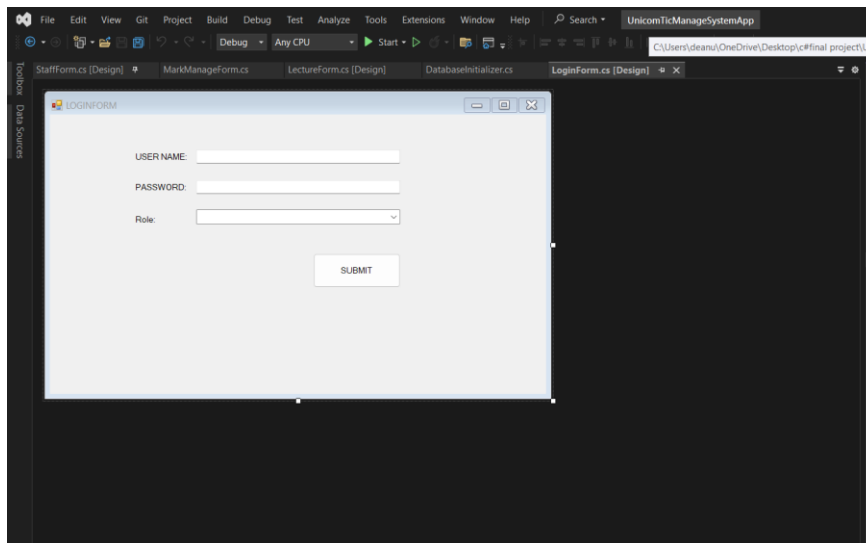 File Edit View Git Project Build Debug Test Analyze Tools Extensions Window Help Search UnicomTicManageSystemApp
Debug Any CPU Start
C:\Users\deanu\OneDrive\Desktop\c#final project\
StaffForm.cs [Design] MarkManageForm.cs LectureForm.cs [Design] DatabaseInitializer.cs LoginForm.cs [Design]
Toolbox
Data Sources
LOGINFORM
USER NAME:
PASSWORD:
Role:
SUBMIT